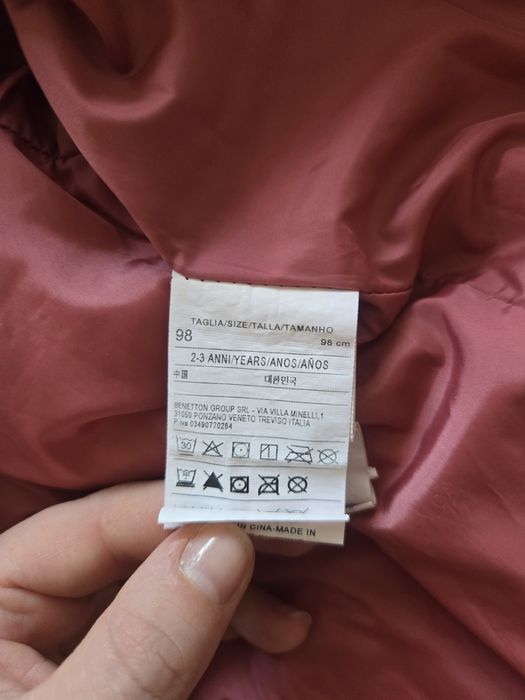 TAGLIA/SIZE/TALLA/TAMANHO
98 98 cm
2-3 ANNI/YEARS/ANOS/AÑOS
中国 대한민국
BENETTON GROUP SRL - VIA VILLA MINELLI,1
31050 PONZANO VENETO TREVISO ITALIA
P.iva 03490770264
30
IN CINA-MADE IN